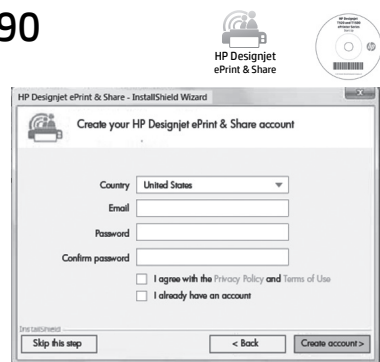 90
HP Designjet
ePrint & Share
HP Designjet - InstallShield Wizard
Create your HP Designjet ePrint & Share account
Country United States
Email
Password
Confirm password
I agree with the Privacy Policy and Terms of Use
I already have an account
InstallShield
Skip this step < Back Create account >